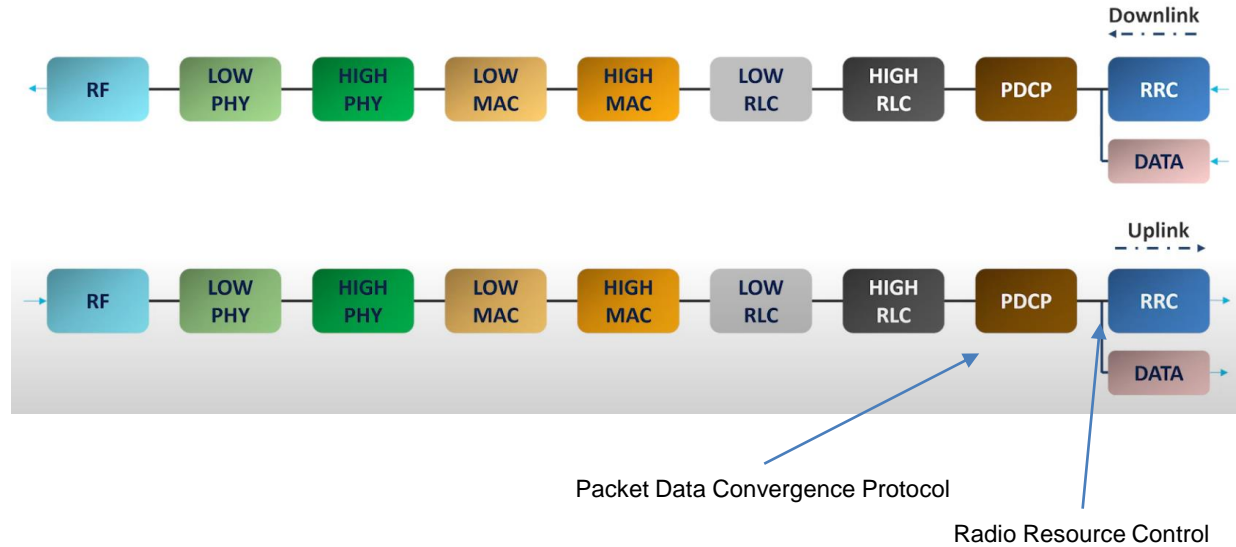 Downlink
RF
LOW
PHY
HIGH
PHY
LOW
MAC
HIGH
MAC
LOW
RLC
HIGH
RLC
PDCP
RRC
DATA
Uplink
RF
LOW
PHY
HIGH
PHY
LOW
MAC
HIGH
MAC
LOW
RLC
HIGH
RLC
PDCP
RRC
DATA
Packet Data Convergence Protocol
Radio Resource Control